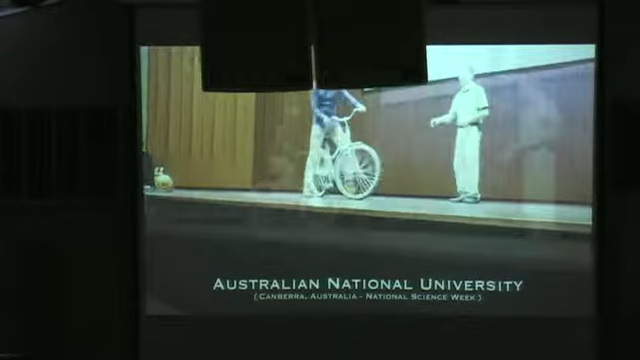 AUSTRALIAN NATIONAL UNIVERSITY
(CANBERRA, AUSTRALIA - NATIONAL SCIENCE WEEK)